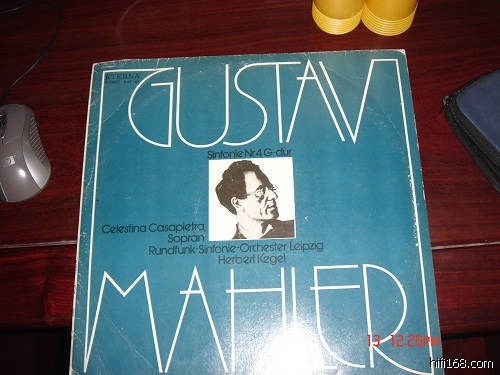 ETERNA
GUSTAV
Sinfonie Nr.4 G-dur
Celestina Casapietra
Sopran
Rundfunk-Sinfonie-Orchester Leipzig
Herbert Kegel
MAHLER
13 12:26PM
hifi168.com